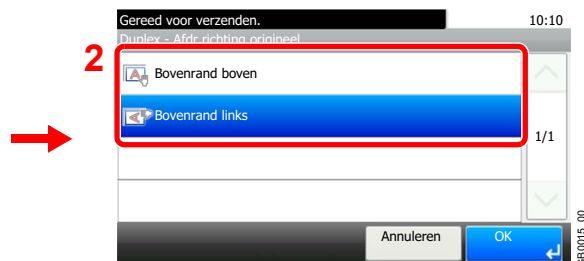 Gereed voor verzenden. 10:10
Duplex - Afdr.richting origineel
2
Bovenrand boven
Bovenrand links
1/1
Annuleren OK